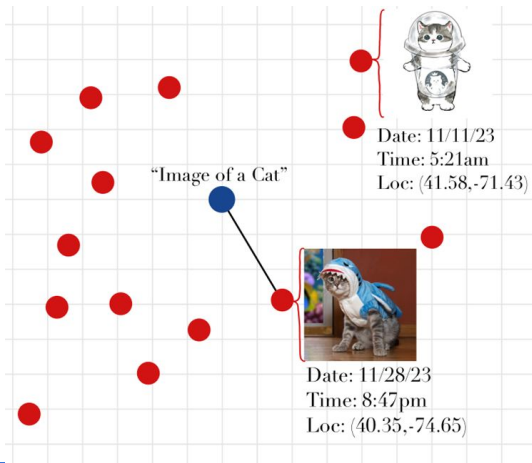 Date: 11/11/23
Time: 5:21am
Loc: (41.58,-71.43)
“Image of a Cat”
Date: 11/28/23
Time: 8:47pm
Loc: (40.35,-74.65)